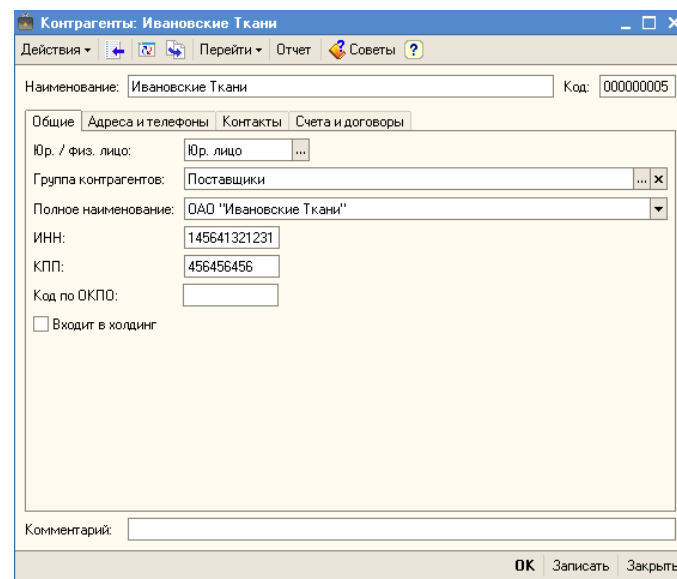 Контрагенты: Ивановские Ткани
Действия Перейти Отчет Советы ?
Наименование: Ивановские Ткани Код: 000000005
Общие Адреса и телефоны Контакты Счета и договоры
Юр. / физ. лицо: Юр. лицо ...
Группа контрагентов: Поставщики ... x
Полное наименование: ОАО "Ивановские Ткани"
ИНН: 145641321231
КПП: 456456456
Код по ОКПО:
Входит в холдинг
Комментарий:
OK Записать Закрыть